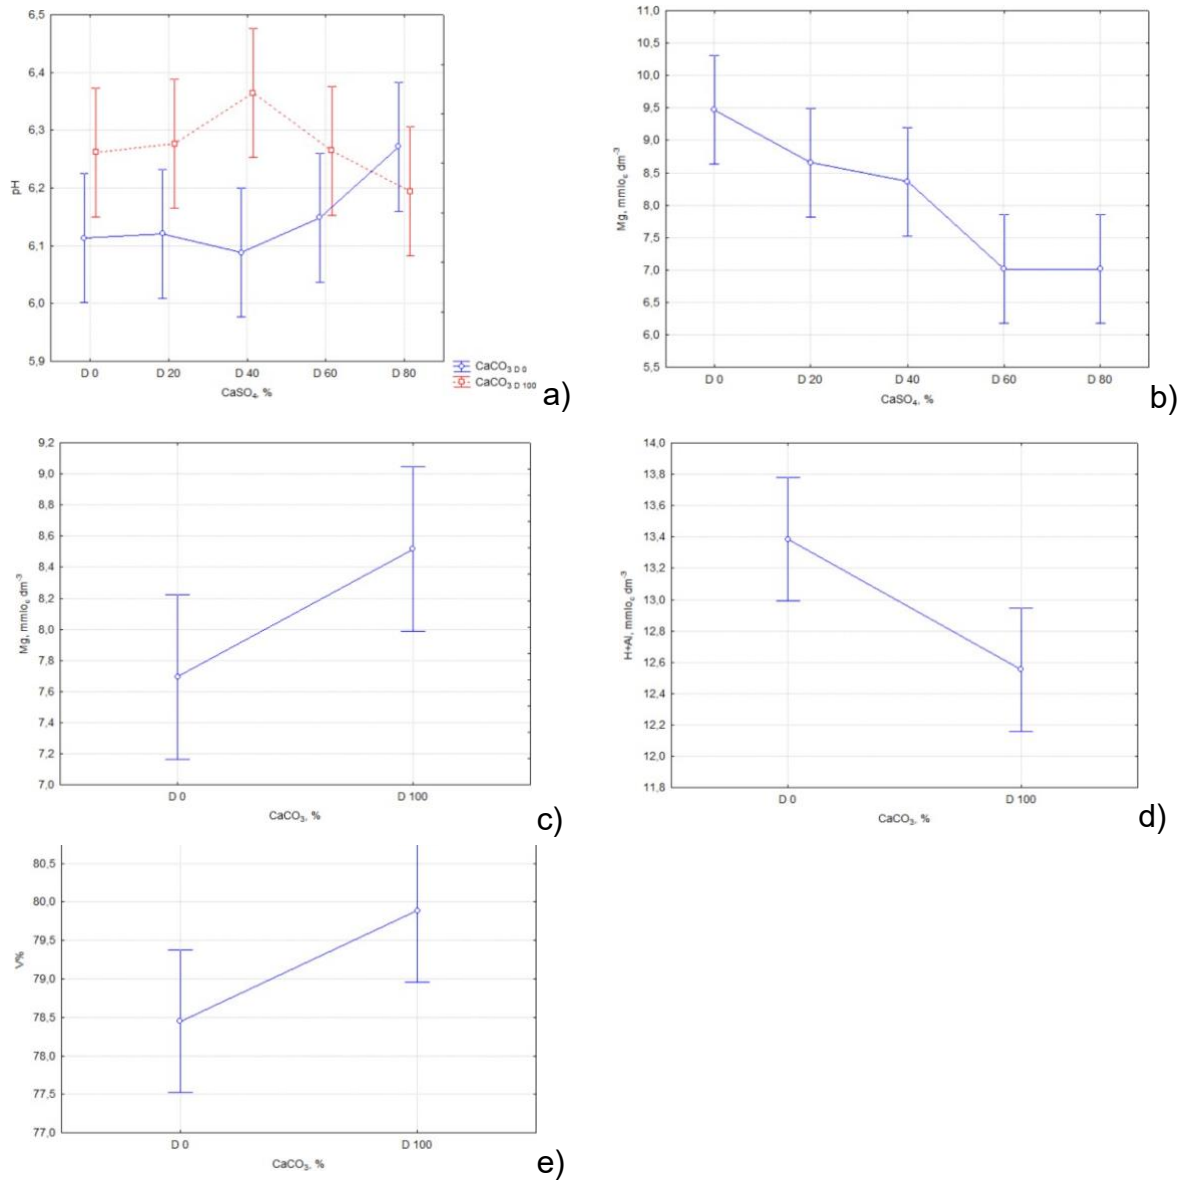 6,5
6,4
6,3
6,2
6,1
6,0
5,9
pH
D 0 D 20 D 40 D 60 D 80
CaSO₄, %
CaCO₃ D 0
CaCO₃ D 100
a)
11,0
10,5
10,0
9,5
9,0
8,5
8,0
7,5
7,0
6,5
6,0
5,5
Mg, mmlo꜀ dm⁻³
D 0 D 20 D 40 D 60 D 80
CaSO₄, %
b)
9,2
9,0
8,8
8,6
8,4
8,2
8,0
7,8
7,6
7,4
7,2
7,0
Mg, mmlo꜀ dm⁻³
D 0 D 100
CaCO₃, %
c)
14,0
13,8
13,6
13,4
13,2
13,0
12,8
12,6
12,4
12,2
12,0
11,8
H+Al, mmlo꜀ dm⁻³
D 0 D 100
CaCO₃, %
d)
80,5
80,0
79,5
79,0
78,5
78,0
77,5
77,0
V%
D 0 D 100
CaCO₃, %
e)